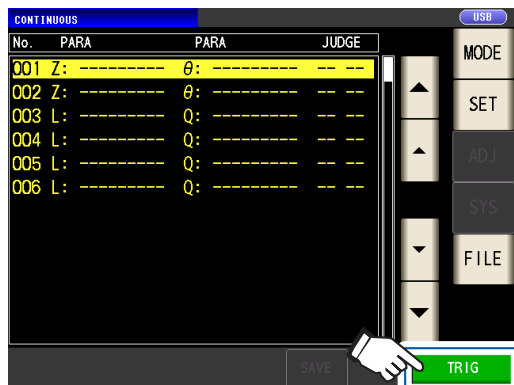 CONTINUOUS USB
No. PARA PARA JUDGE
001 Z: --------- θ: --------- -- --
002 Z: --------- θ: --------- -- --
003 L: --------- Q: --------- -- --
004 L: --------- Q: --------- -- --
005 L: --------- Q: --------- -- --
006 L: --------- Q: --------- -- --
MODE
SET
ADJ
SYS
FILE
SAVE
TRIG